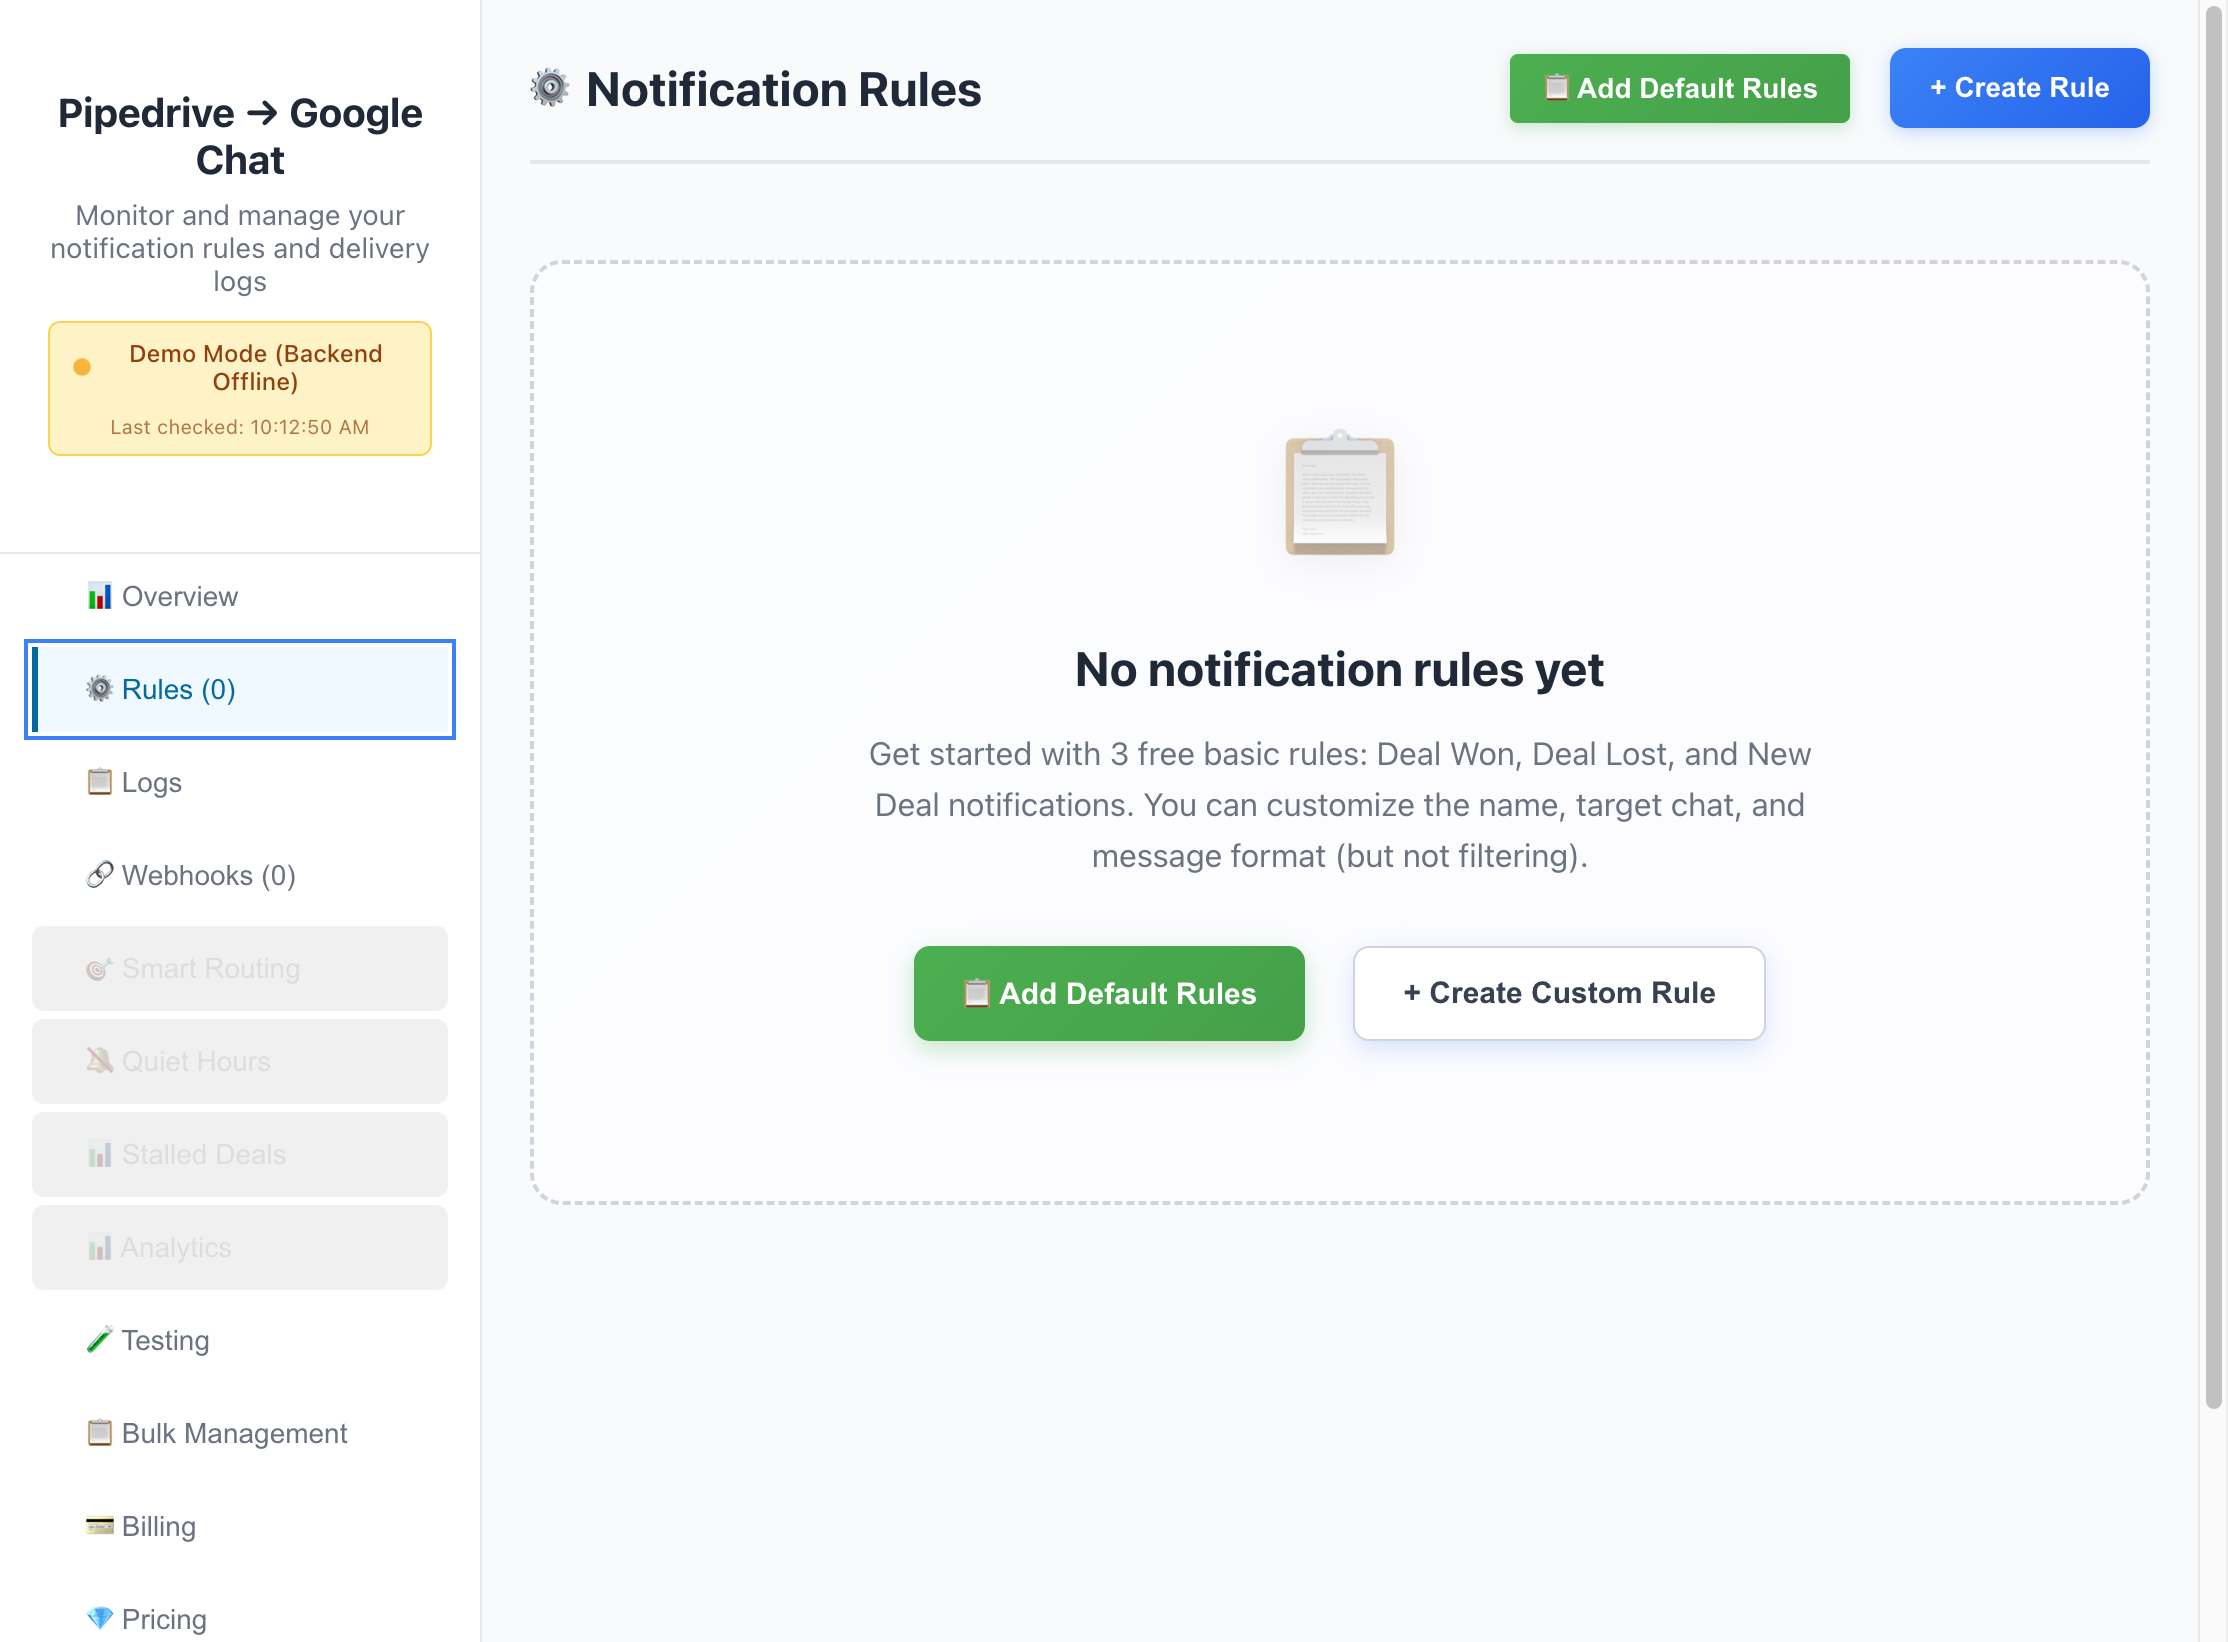 Pipedrive → Google
Chat
Monitor and manage your
notification rules and delivery
logs
Demo Mode (Backend
Offline)
Last checked: 10:12:50 AM
Overview
Rules (0)
Logs
Webhooks (0)
Smart Routing
Quiet Hours
Stalled Deals
Analytics
Testing
Bulk Management
Billing
Pricing
Notification Rules
Add Default Rules
+ Create Rule
No notification rules yet
Get started with 3 free basic rules: Deal Won, Deal Lost, and New
Deal notifications. You can customize the name, target chat, and
message format (but not filtering).
Add Default Rules
+ Create Custom Rule